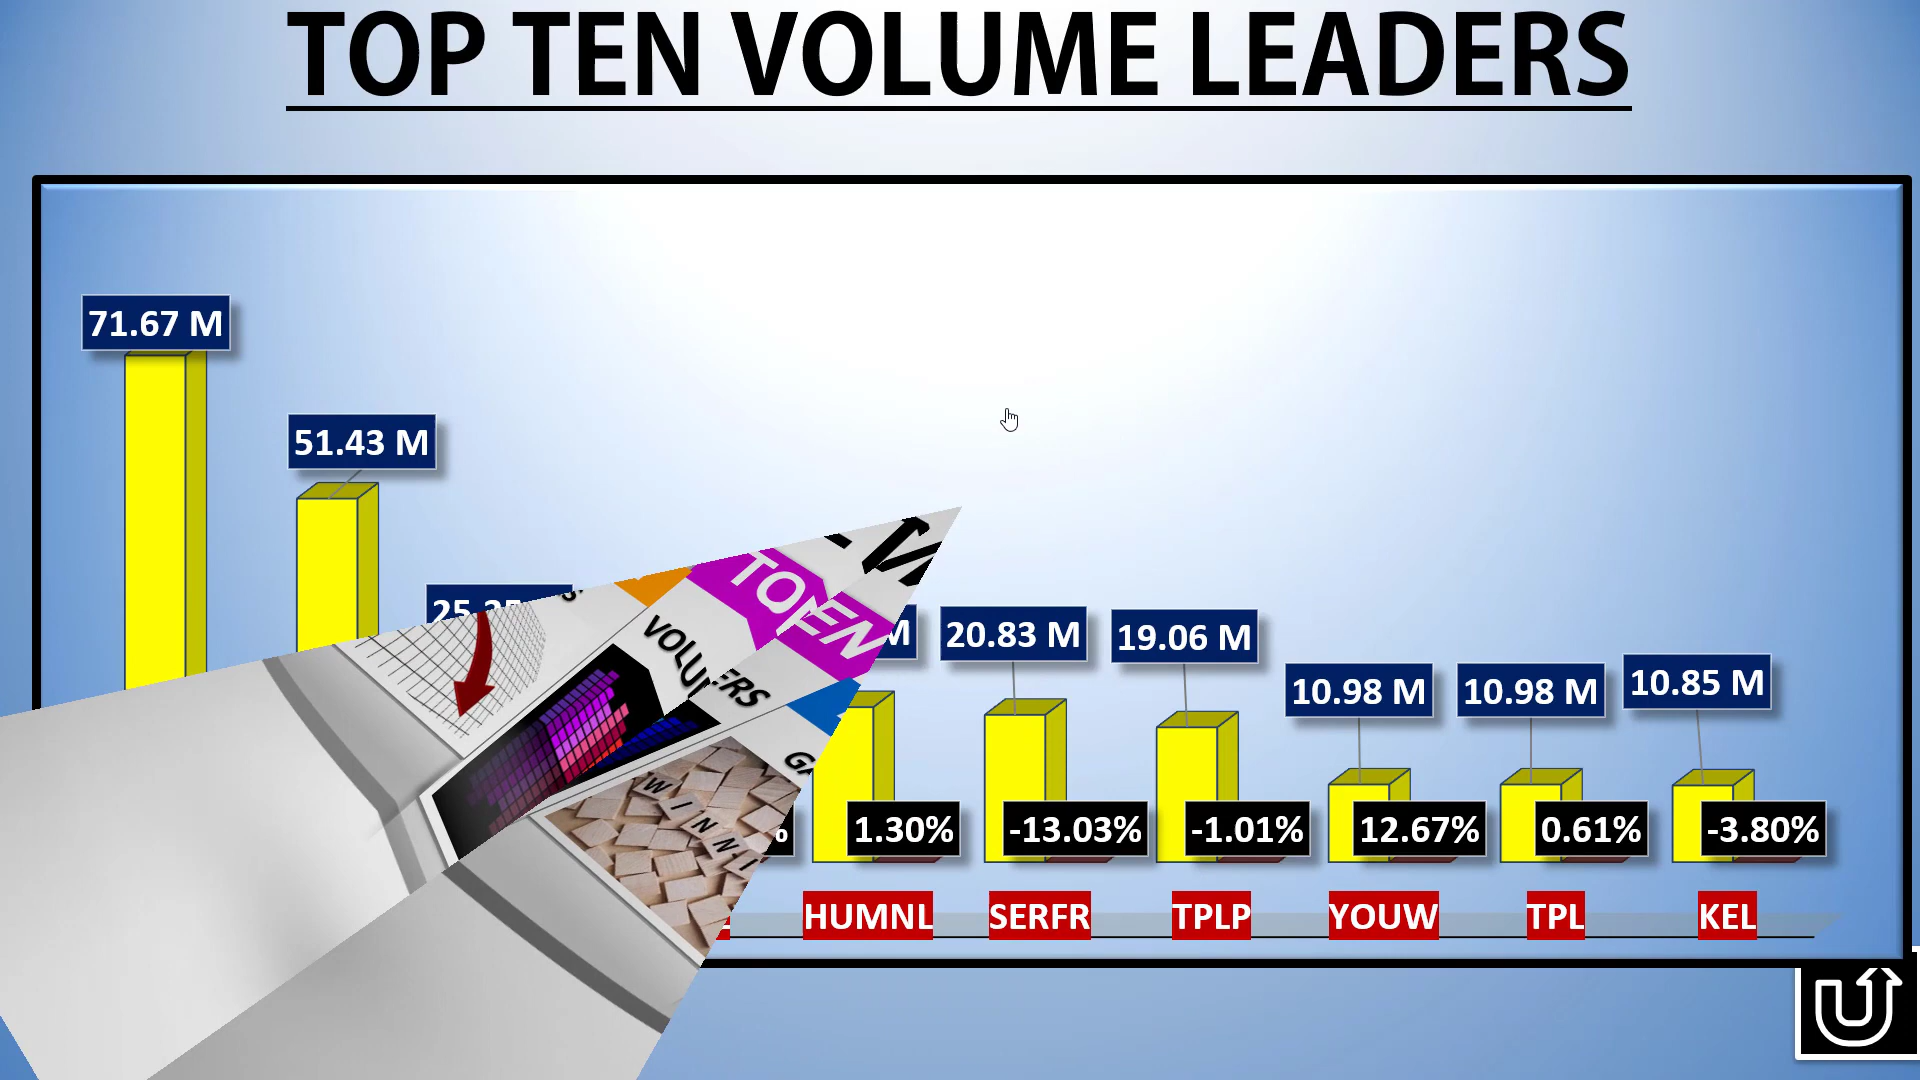 TOP TEN VOLUME LEADERS
71.67 M
51.43 M
20.83 M
19.06 M
10.98 M
10.98 M
10.85 M
1.30%
-13.03%
-1.01%
12.67%
0.61%
-3.80%
HUMNL
SERFR
TPLP
YOUW
TPL
KEL